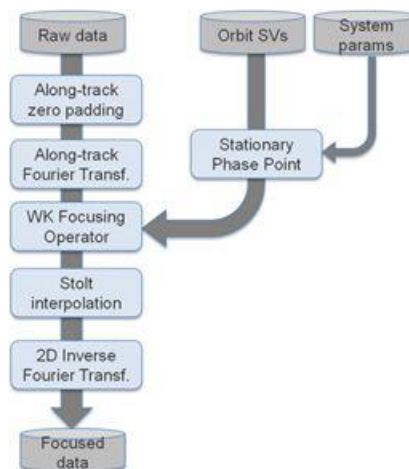 Raw data
Orbit SVs
System
params
Along-track
zero padding
Along-track
Fourier Transf.
Stationary
Phase Point
WK Focusing
Operator
Stolt
interpolation
2D Inverse
Fourier Transf.
Focused
data